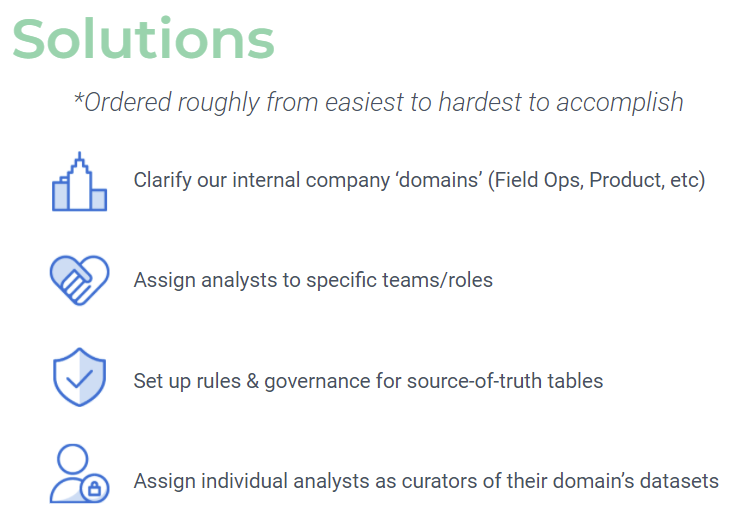 Solutions
*Ordered roughly from easiest to hardest to accomplish
Clarify our internal company ‘domains’ (Field Ops, Product, etc)
Assign analysts to specific teams/roles
Set up rules & governance for source-of-truth tables
Assign individual analysts as curators of their domain’s datasets